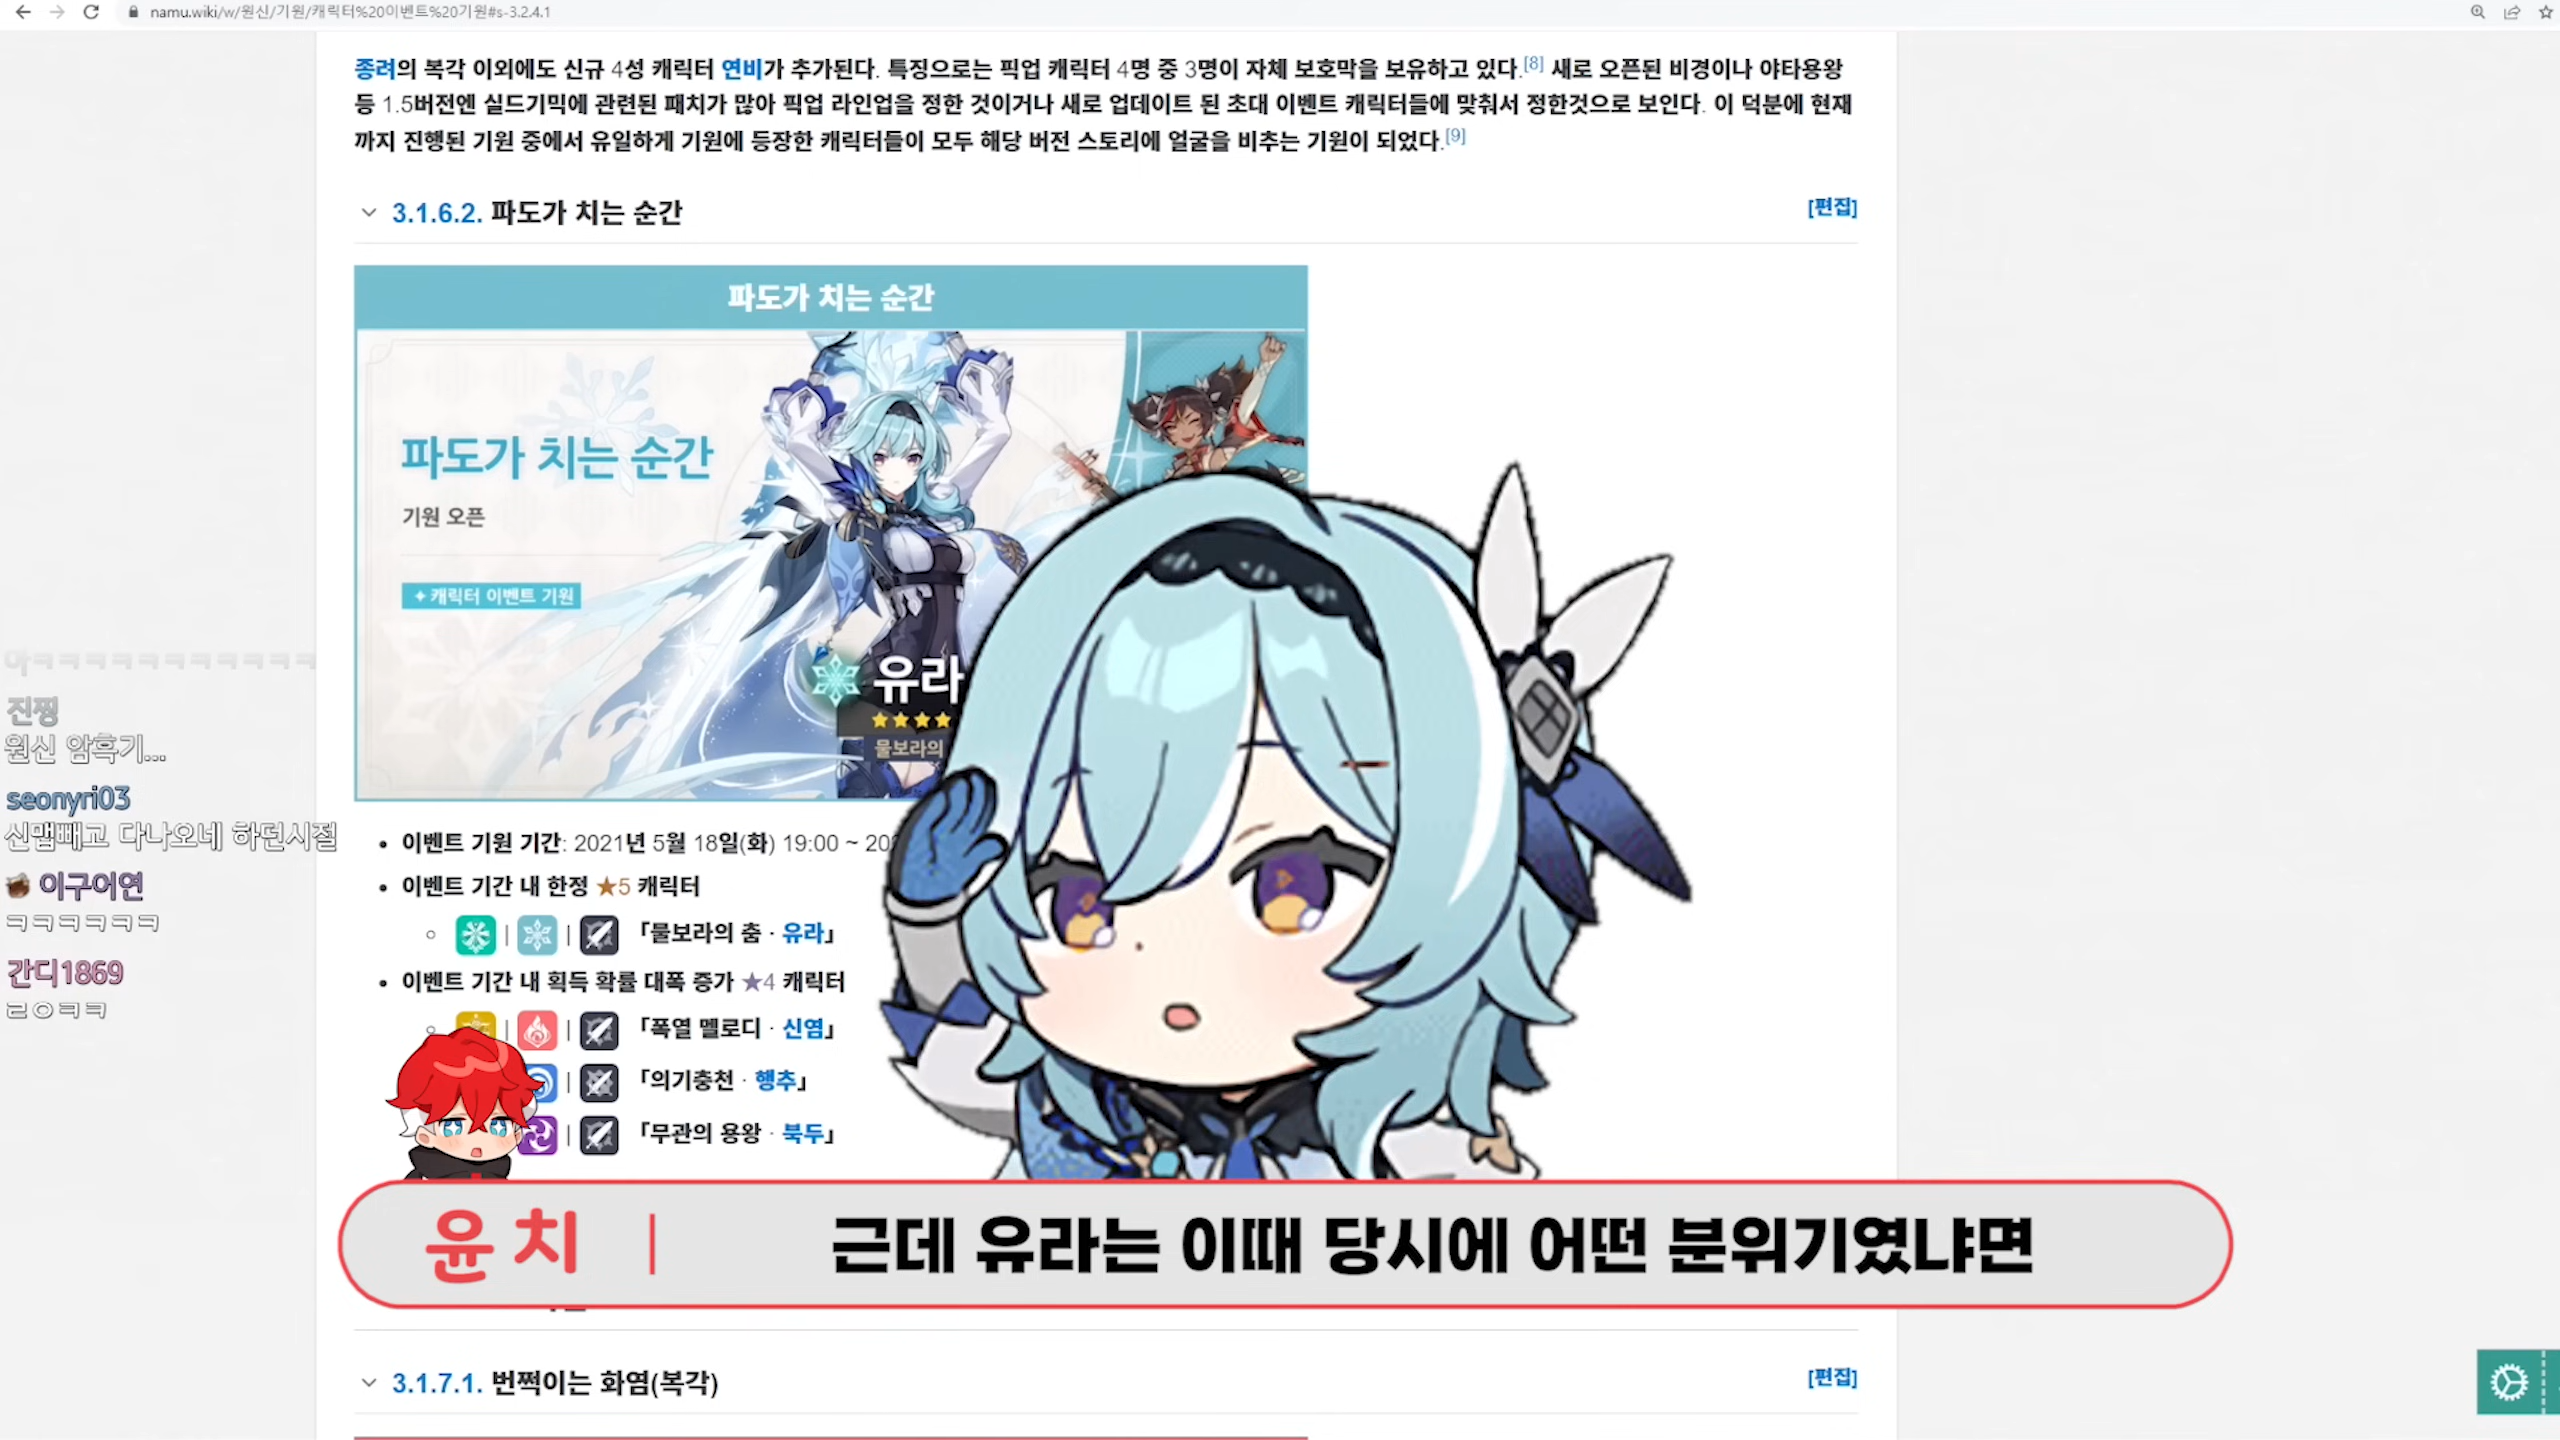 namu.wiki/w/원신/기원/캐릭터%20이벤트%20기원#s-3.2.4.1
종려의 복각 이외에도 신규 4성 캐릭터 연비가 추가된다. 특징으로는 픽업 캐릭터 4명 중 3명이 자체 보호막을 보유하고 있다.[8] 새로 오픈된 비경이나 야타용왕
등 1.5버전엔 실드기믹에 관련된 패치가 많아 픽업 라인업을 정한 것이거나 새로 업데이트 된 초대 이벤트 캐릭터들에 맞춰서 정한것으로 보인다. 이 덕분에 현재
까지 진행된 기원 중에서 유일하게 기원에 등장한 캐릭터들이 모두 해당 버전 스토리에 얼굴을 비추는 기원이 되었다.[9]
3.1.6.2. 파도가 치는 순간
[편집]
파도가 치는 순간
파도가 치는 순간
기원 오픈
✦캐릭터 이벤트 기원
유라
물보라의
이벤트 기원 기간: 2021년 5월 18일(화) 19:00 ~
이벤트 기간 내 한정 ★5 캐릭터
「물보라의 춤 · 유라」
이벤트 기간 내 획득 확률 대폭 증가 ★4 캐릭터
「폭열 멜로디 · 신염」
「의기충천 · 행추」
「무관의 용왕 · 북두」
아ㅋㅋㅋㅋㅋㅋㅋㅋㅋㅋㅋ
진찡
원신 암흑기...
seonyri03
신맵빼고 다나오네 하던시절
이구어연
ㅋㅋㅋㅋㅋㅋ
간디1869
ㄹㅇㅋㅋ
윤치 | 근데 유라는 이때 당시에 어떤 분위기였냐면
3.1.7.1. 번쩍이는 화염(복각)
[편집]